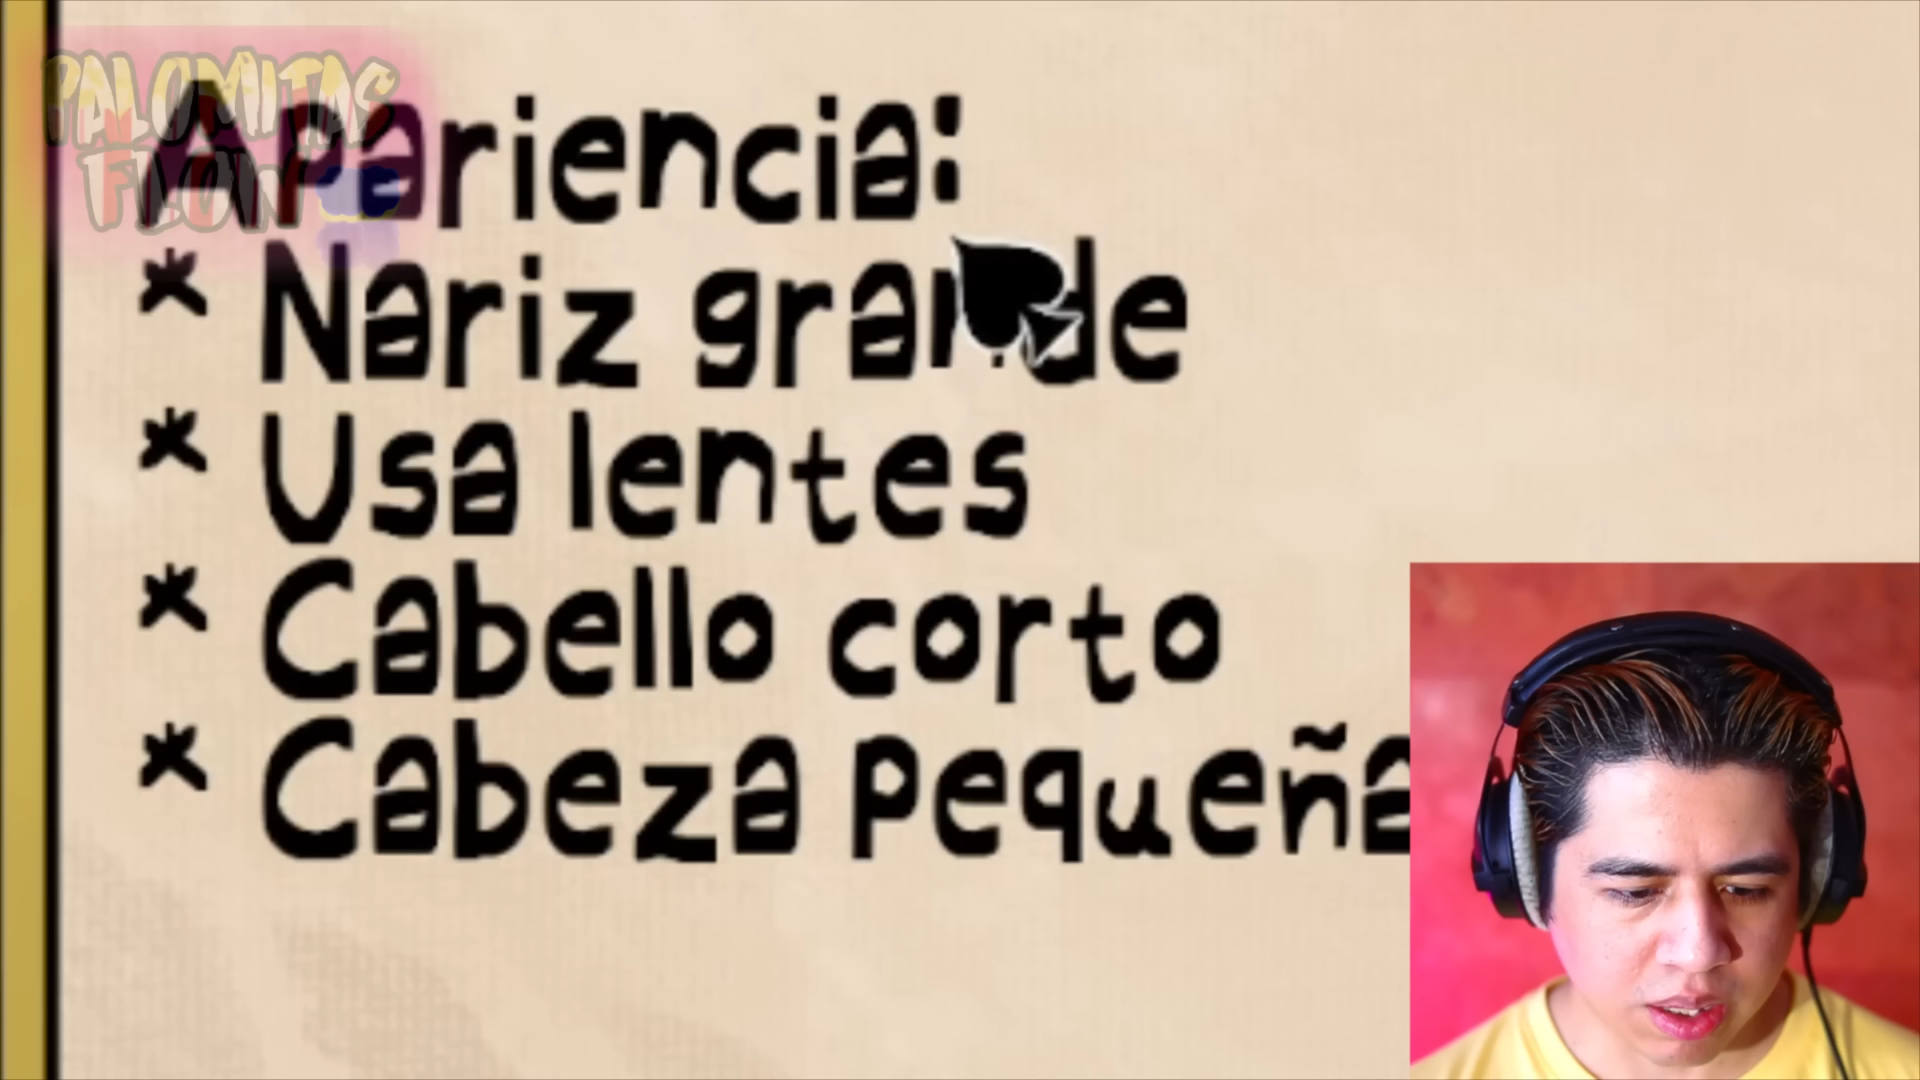 PALOMITAS
FLOW
Apariencia:
* Nariz grande
* Usa lentes
* Cabello corto
* Cabeza pequeña